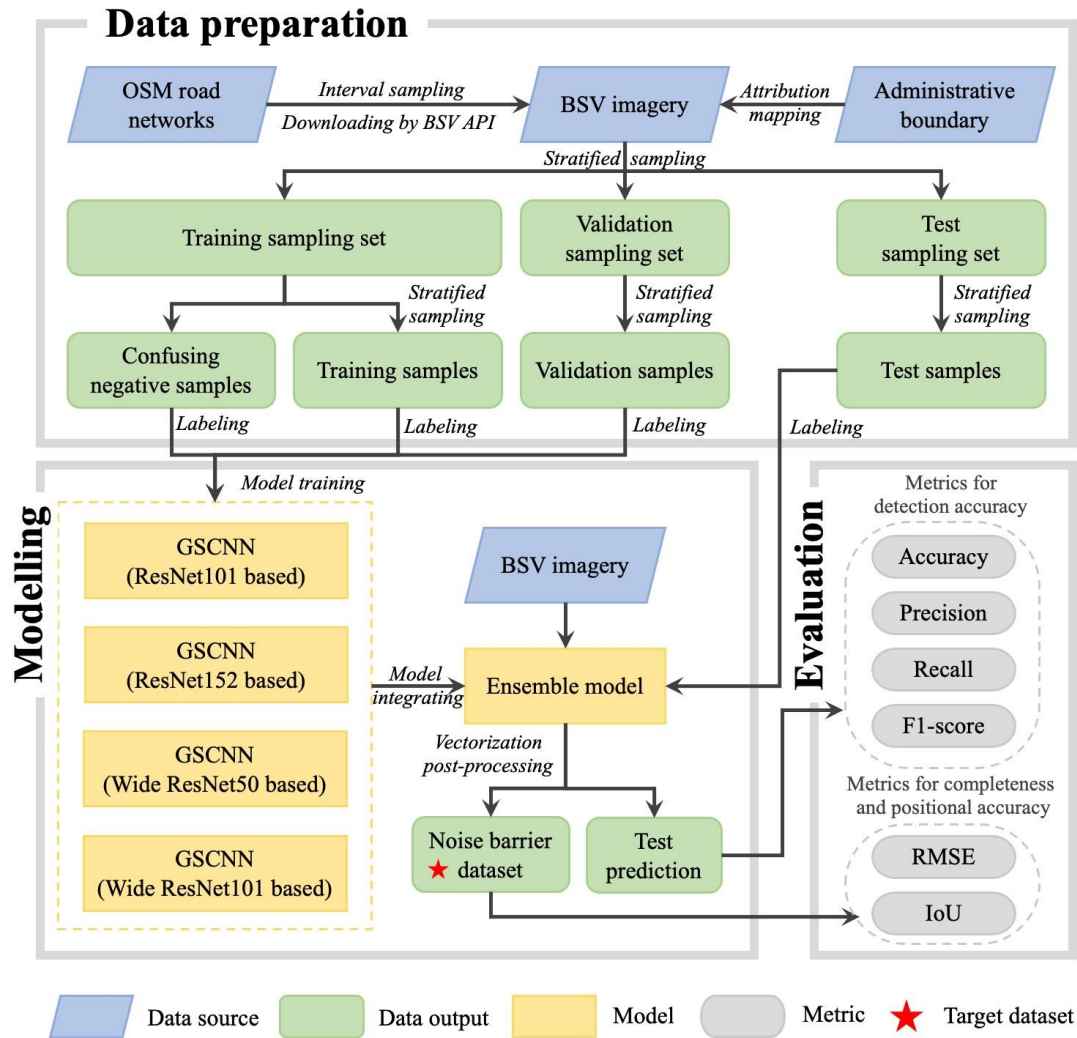 Data preparation
OSM road
networks
Interval sampling
Downloading by BSV API
BSV imagery
Attribution
mapping
Administrative
boundary
Stratified sampling
Training sampling set
Validation
sampling set
Test
sampling set
Stratified
sampling
Stratified
sampling
Stratified
sampling
Confusing
negative samples
Training samples
Validation samples
Test samples
Labeling
Labeling
Labeling
Labeling
Modelling
Model training
GSCNN
(ResNet101 based)
GSCNN
(ResNet152 based)
GSCNN
(Wide ResNet50 based)
GSCNN
(Wide ResNet101 based)
Model
integrating
BSV imagery
Ensemble model
Vectorization
post-processing
Noise barrier
dataset
Test
prediction
Evaluation
Metrics for
detection accuracy
Accuracy
Precision
Recall
F1-score
Metrics for completeness
and positional accuracy
RMSE
IoU
Data source
Data output
Model
Metric
Target dataset